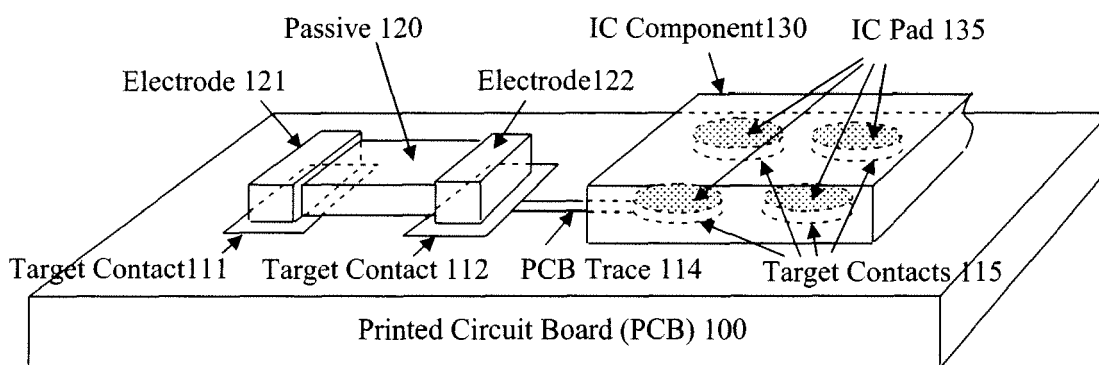 Passive 120
IC Component130
IC Pad 135
Electrode 121
Electrode122
Target Contact111
Target Contact 112
PCB Trace 114
Target Contacts 115
Printed Circuit Board (PCB) 100